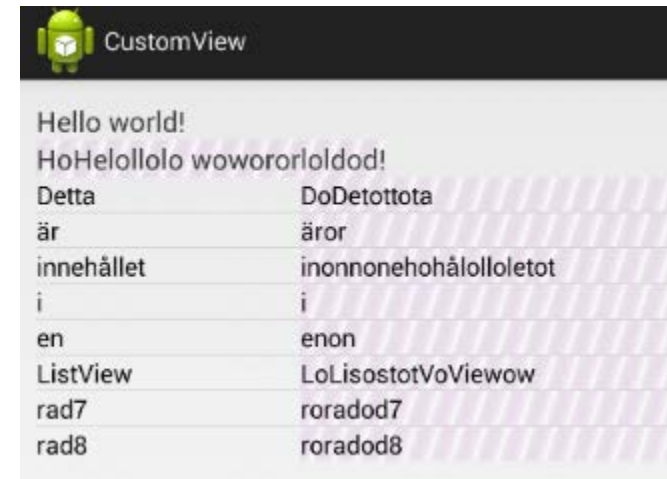 CustomView
Hello world!
HoHelollolo wowororloldod!
Detta DoDetottota
är äror
innehållet inonnonehohålolloletot
i i
en enon
ListView LoLisostotVoViewow
rad7 roradod7
rad8 roradod8